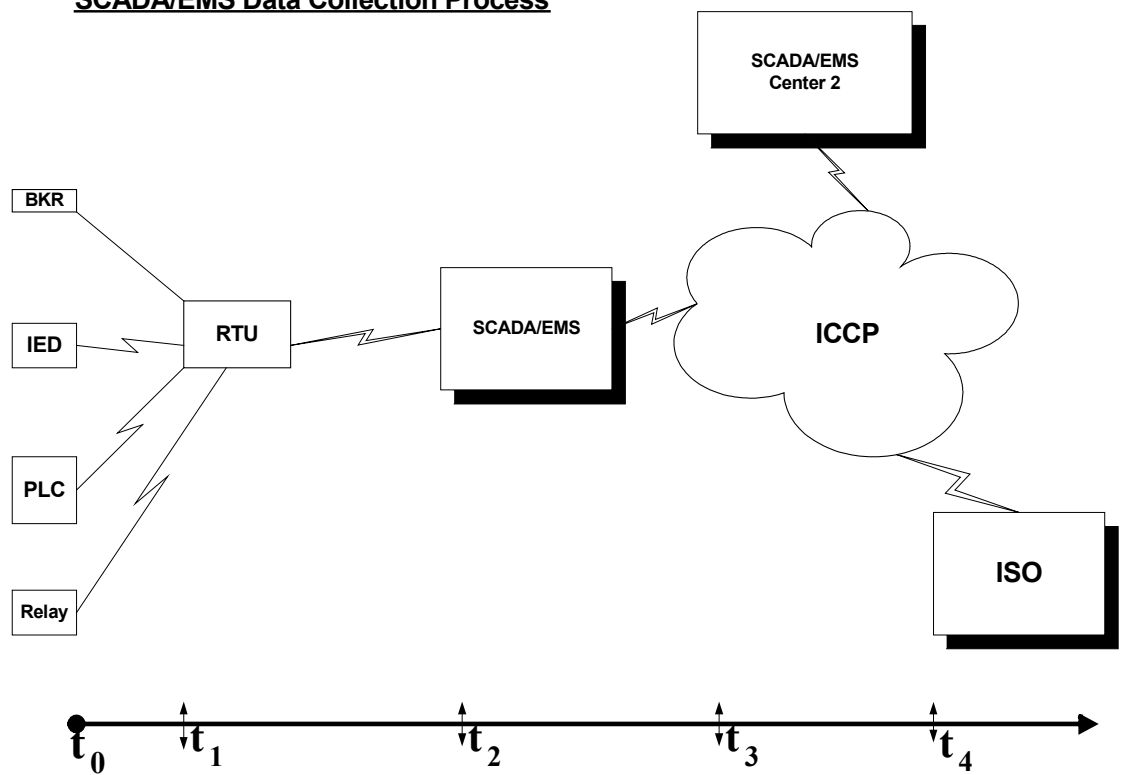 SCADA/EMS Data Collection Process
SCADA/EMS
Center 2
BKR
IED
RTU
SCADA/EMS
ICCP
PLC
Relay
ISO
t0
t1
t2
t3
t4